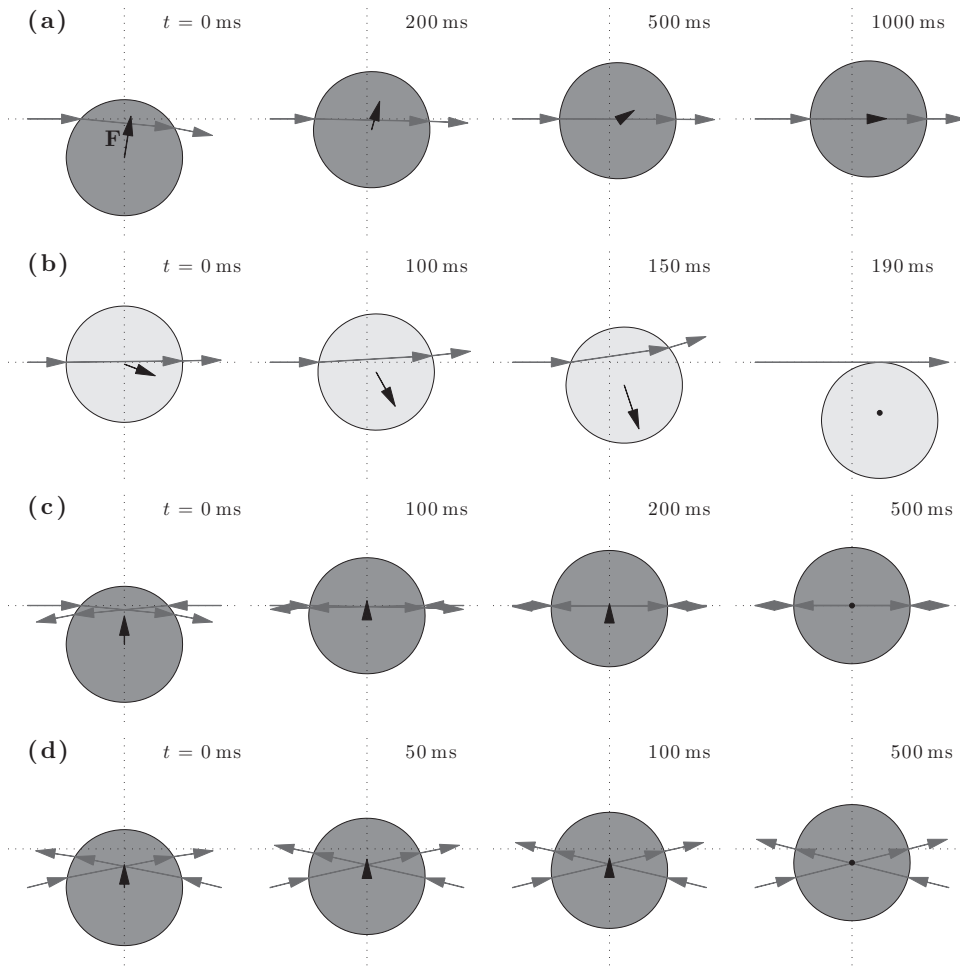 (a) t = 0 ms 200 ms 500 ms 1000 ms
F
(b) t = 0 ms 100 ms 150 ms 190 ms
(c) t = 0 ms 100 ms 200 ms 500 ms
(d) t = 0 ms 50 ms 100 ms 500 ms